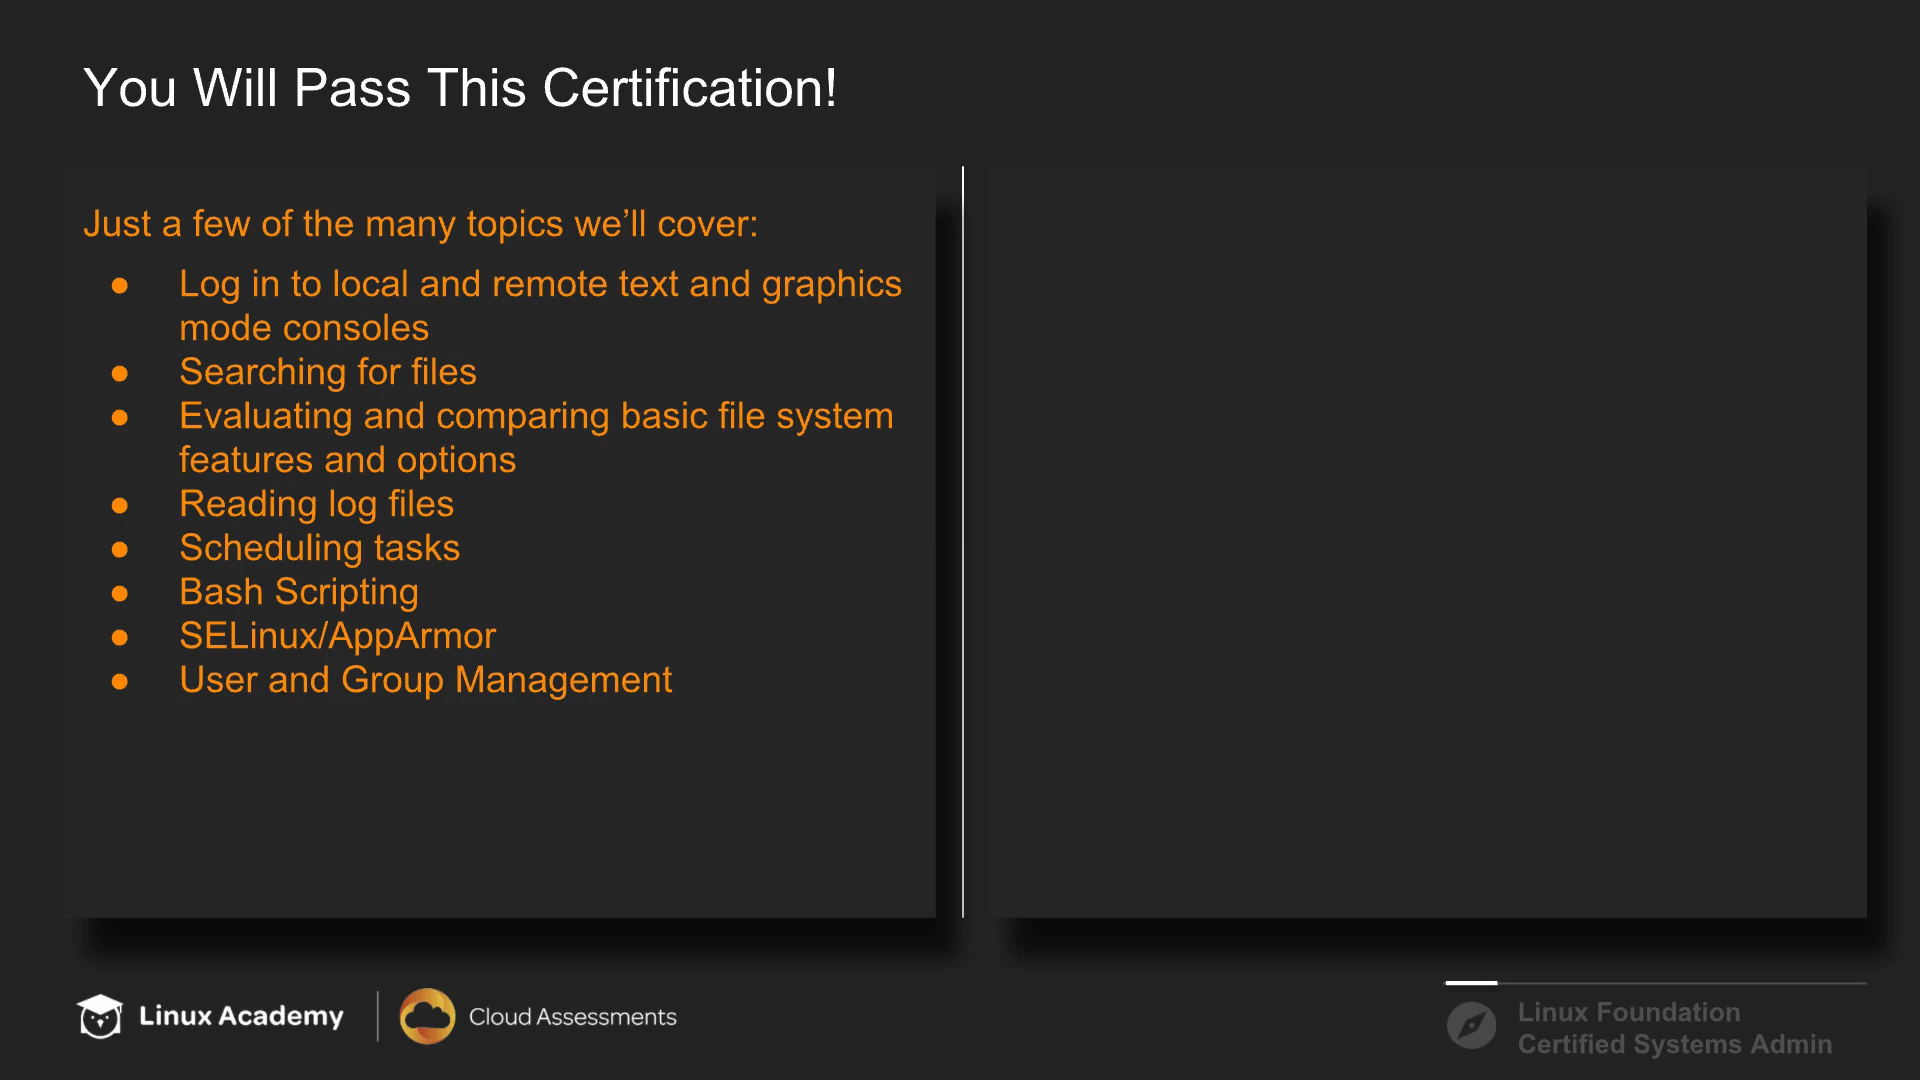 You Will Pass This Certification!
Just a few of the many topics we’ll cover:
● Log in to local and remote text and graphics
mode consoles
● Searching for files
● Evaluating and comparing basic file system
features and options
● Reading log files
● Scheduling tasks
● Bash Scripting
● SELinux/AppArmor
● User and Group Management
Linux Academy
Cloud Assessments
Linux Foundation
Certified Systems Admin